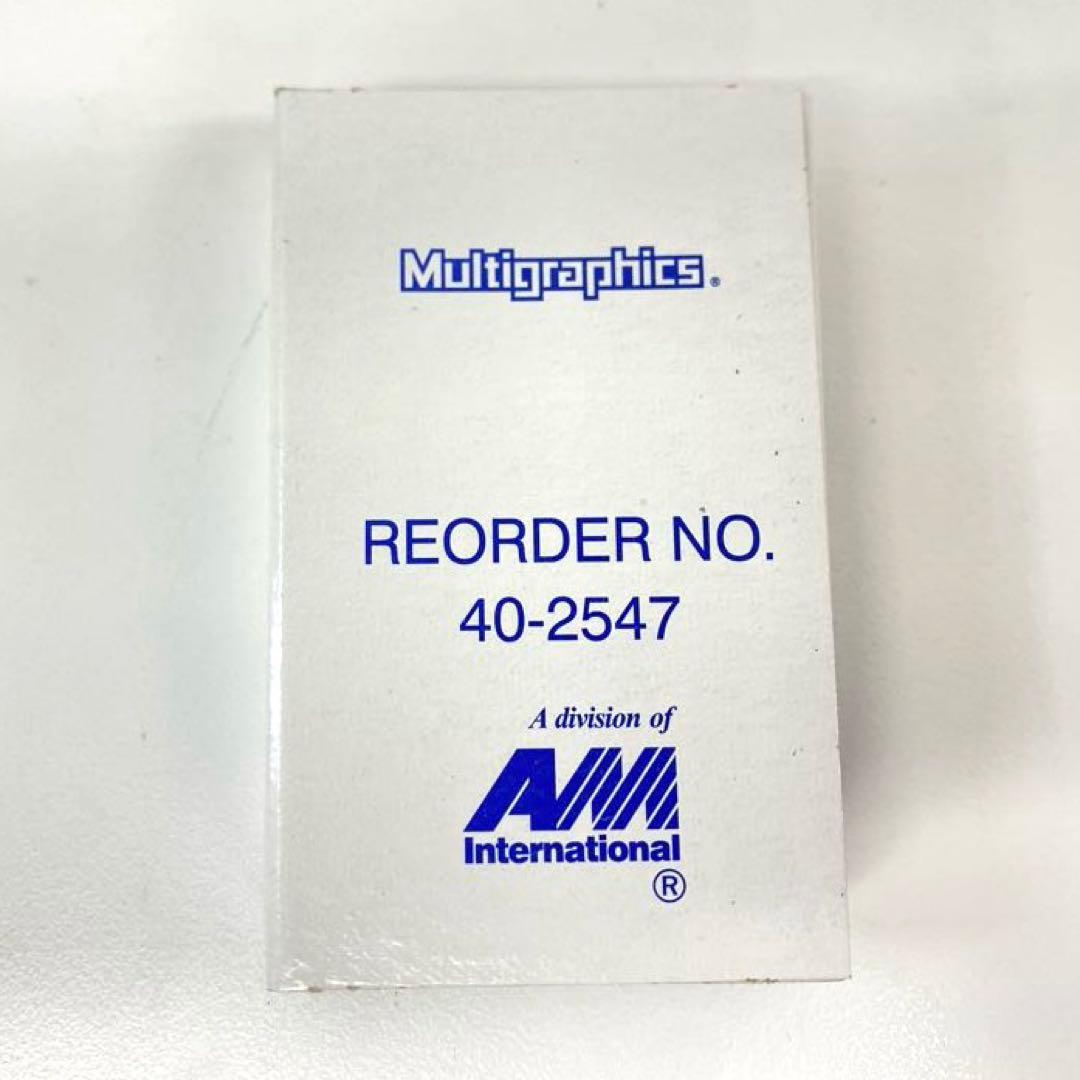 Multigraphics®
REORDER NO.
40-2547
A division of
AM
International
®